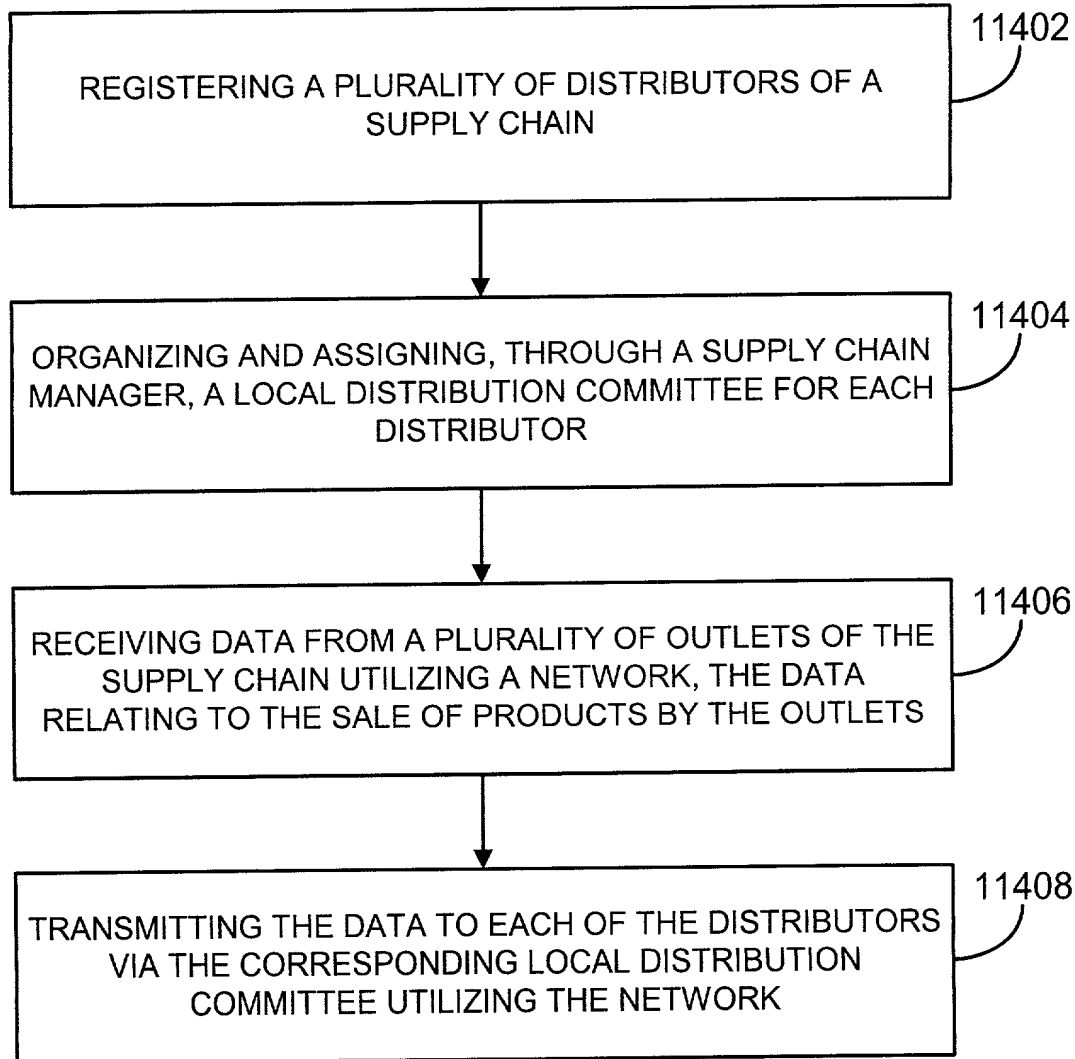 11402
REGISTERING A PLURALITY OF DISTRIBUTORS OF A
SUPPLY CHAIN
11404
ORGANIZING AND ASSIGNING, THROUGH A SUPPLY CHAIN
MANAGER, A LOCAL DISTRIBUTION COMMITTEE FOR EACH
DISTRIBUTOR
11406
RECEIVING DATA FROM A PLURALITY OF OUTLETS OF THE
SUPPLY CHAIN UTILIZING A NETWORK, THE DATA
RELATING TO THE SALE OF PRODUCTS BY THE OUTLETS
11408
TRANSMITTING THE DATA TO EACH OF THE DISTRIBUTORS
VIA THE CORRESPONDING LOCAL DISTRIBUTION
COMMITTEE UTILIZING THE NETWORK